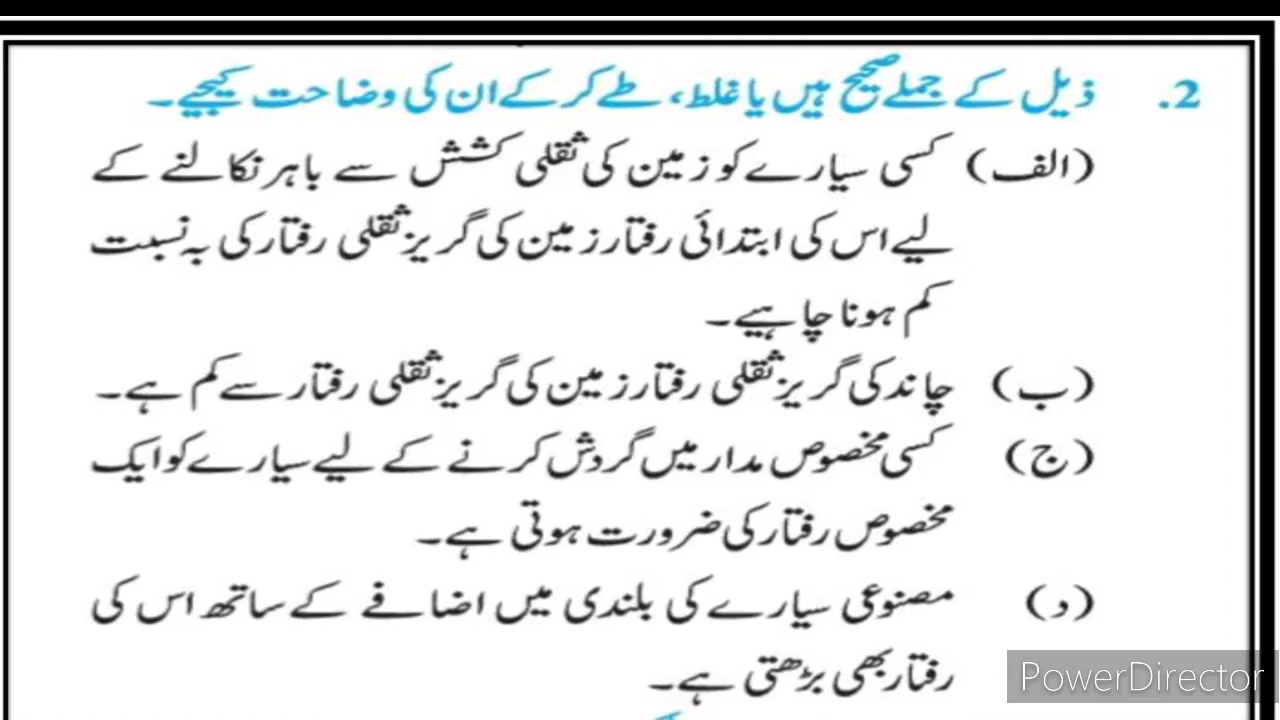 2. ذیل کے جملے صحیح ہیں یا غلط، طے کرکے ان کی وضاحت کیجیے۔
(الف) کسی سیارے کو زمین کی ثقلی کشش سے باہر نکالنے کے
لیے اس کی ابتدائی رفتار زمین کی گریز ثقلی رفتار کی بہ نسبت
کم ہونا چاہیے۔
(ب) چاند کی گریز ثقلی رفتار زمین کی گریز ثقلی رفتار سے کم ہے۔
(ج) کسی مخصوص مدار میں گردش کرنے کے لیے سیارے کو ایک
مخصوص رفتار کی ضرورت ہوتی ہے۔
(د) مصنوعی سیارے کی بلندی میں اضافے کے ساتھ اس کی
رفتار بھی بڑھتی ہے۔
PowerDirector